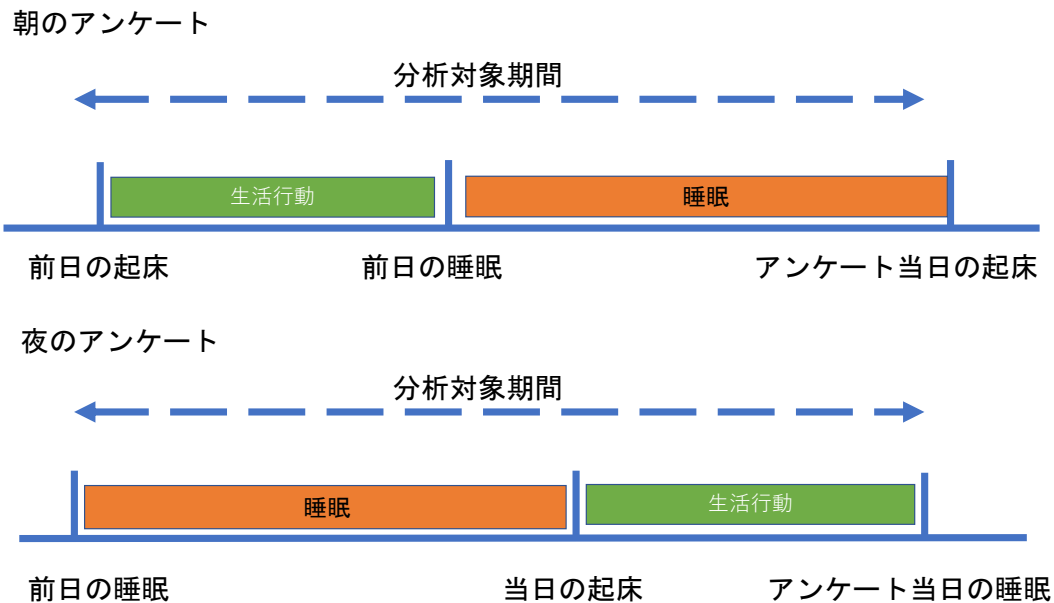 朝のアンケート
分析対象期間
生活行動
睡眠
前日の起床
前日の睡眠
アンケート当日の起床
夜のアンケート
分析対象期間
睡眠
生活行動
前日の睡眠
当日の起床
アンケート当日の睡眠